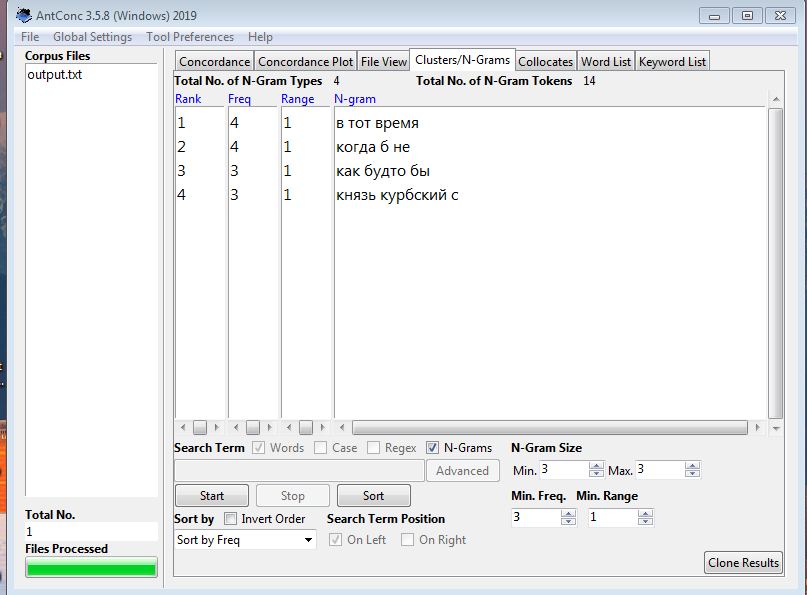 AntConc 3.5.8 (Windows) 2019
File Global Settings Tool Preferences Help
Corpus Files
output.txt
Concordance Concordance Plot File View Clusters/N-Grams Collocates Word List Keyword List
Total No. of N-Gram Types 4 Total No. of N-Gram Tokens 14
Rank Freq Range N-gram
1 4 1 в тот время
2 4 1 когда б не
3 3 1 как будто бы
4 3 1 князь курбский с
Search Term Words Case Regex N-Grams N-Gram Size
Advanced Min. 3 Max. 3
Start Stop Sort Min. Freq. Min. Range
Total No. Sort by Invert Order Search Term Position 3 1
1 Sort by Freq On Left On Right
Files Processed
Clone Results